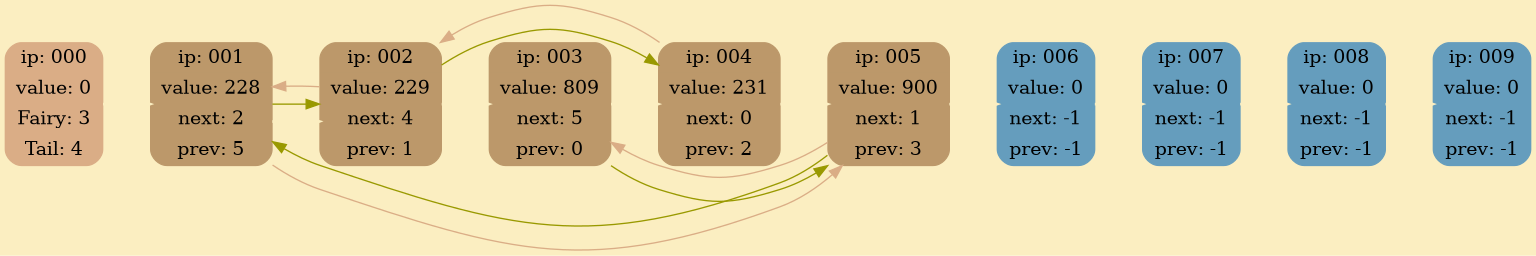 ip: 000
value: 0
Fairy: 3
Tail: 4
ip: 001
value: 228
next: 2
prev: 5
ip: 002
value: 229
next: 4
prev: 1
ip: 003
value: 809
next: 5
prev: 0
ip: 004
value: 231
next: 0
prev: 2
ip: 005
value: 900
next: 1
prev: 3
ip: 006
value: 0
next: -1
prev: -1
ip: 007
value: 0
next: -1
prev: -1
ip: 008
value: 0
next: -1
prev: -1
ip: 009
value: 0
next: -1
prev: -1